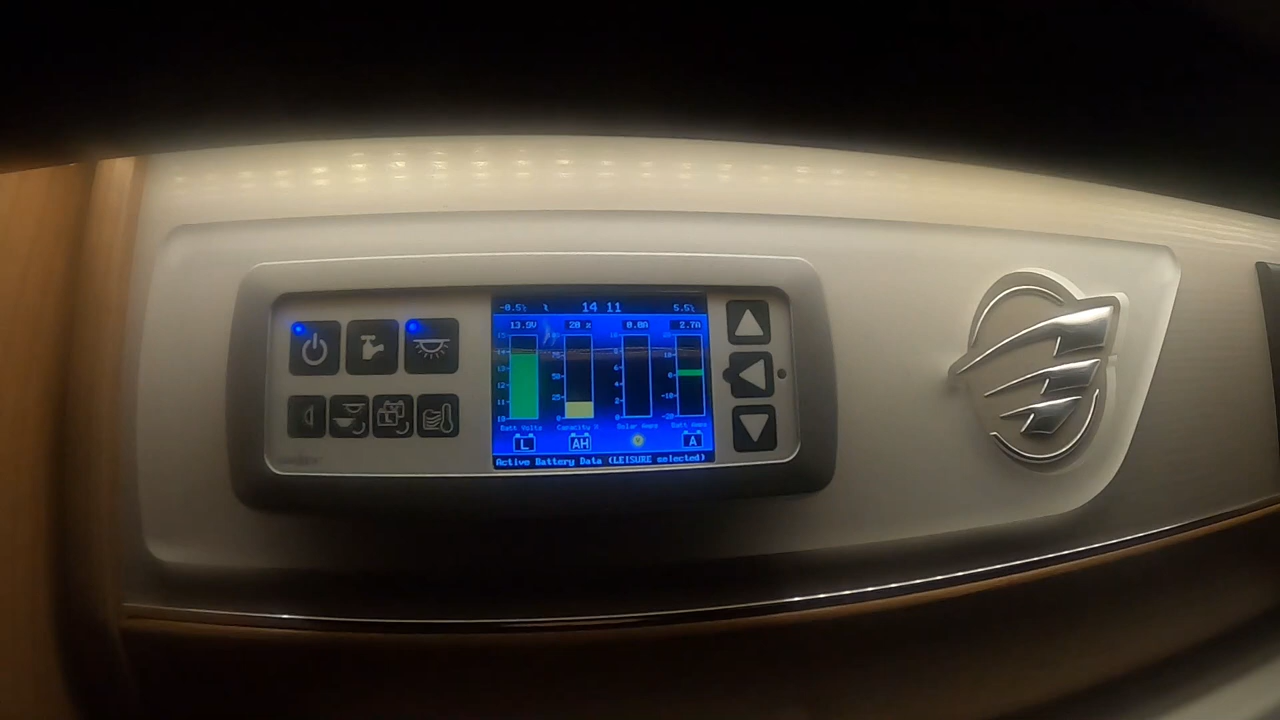 -0.5° 14 11 5.5°
13.9V 20 % 0.0A 2.7A
Batt Volts Capacity % Solar Amps Batt Amps
L AH A
Active Battery Data (LEISURE selected)